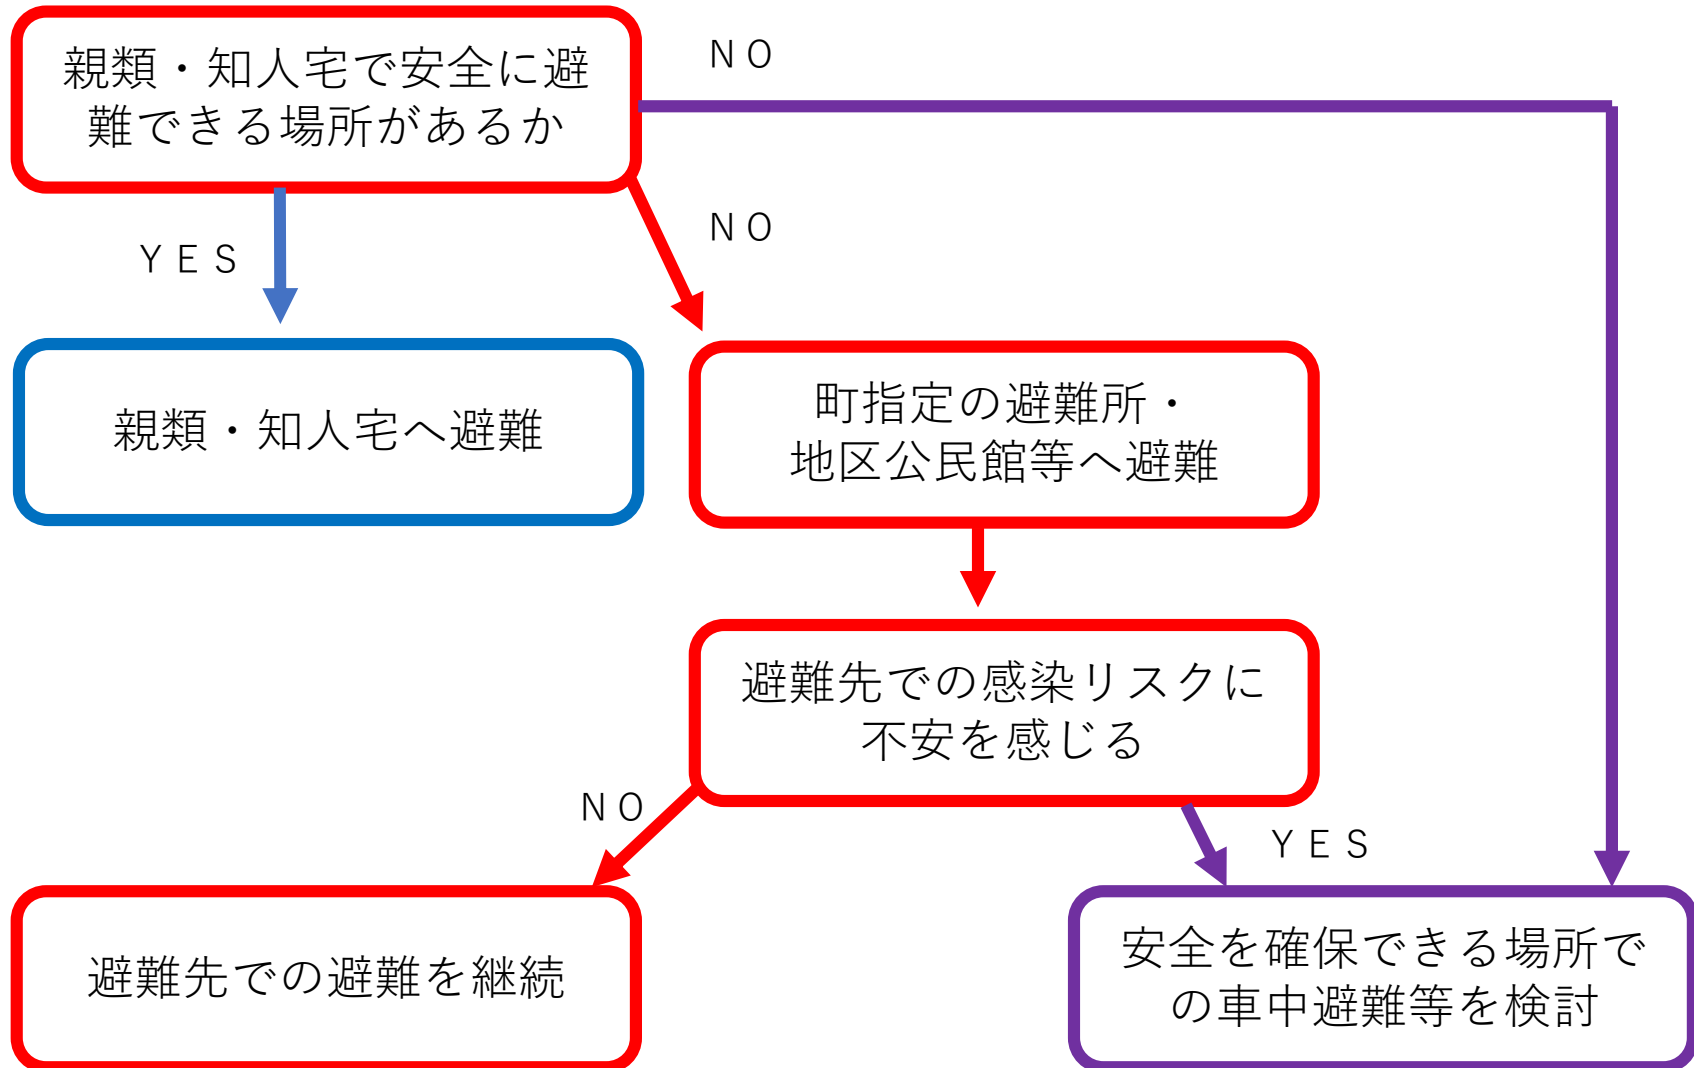 親類・知人宅で安全に避
難できる場所があるか
ＮＯ
ＮＯ
ＹＥＳ
親類・知人宅へ避難
町指定の避難所・
地区公民館等へ避難
避難先での感染リスクに
不安を感じる
ＮＯ
ＹＥＳ
避難先での避難を継続
安全を確保できる場所で
の車中避難等を検討